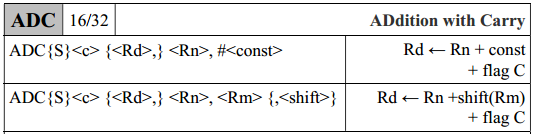 ADC 16/32 ADdition with Carry
ADC{S}<c> {<Rd>,} <Rn>, #<const> Rd ← Rn + const
+ flag C
ADC{S}<c> {<Rd>,} <Rn>, <Rm> {,<shift>} Rd ← Rn +shift(Rm)
+ flag C